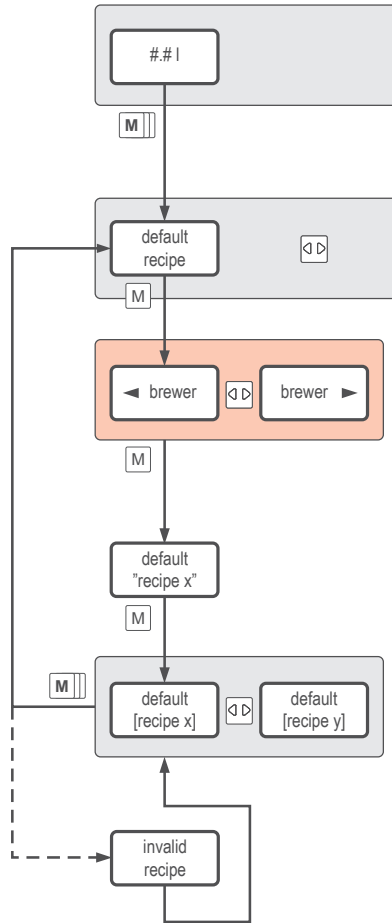 #.# l
M
default
recipe
M
◄ brewer
brewer ►
M
default
"recipe x"
M
M
default
[recipe x]
default
[recipe y]
invalid
recipe